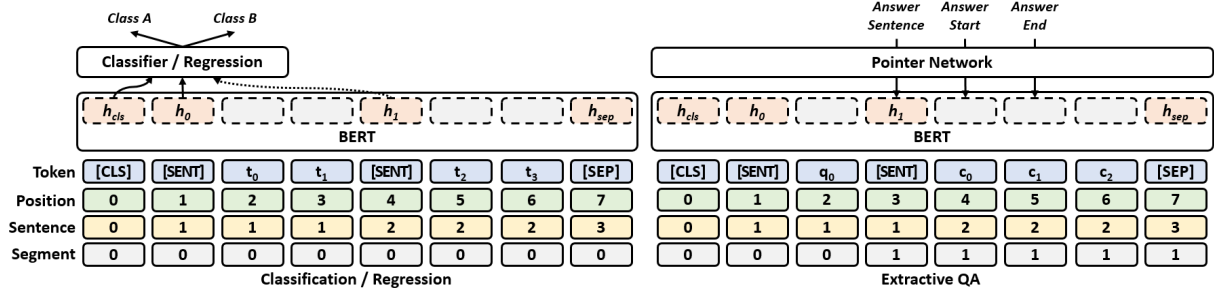 Class A Class B
Classifier / Regression
h_cls h_0 h_1 h_sep
BERT
Token [CLS] [SENT] t_0 t_1 [SENT] t_2 t_3 [SEP]
Position 0 1 2 3 4 5 6 7
Sentence 0 1 1 1 2 2 2 3
Segment 0 0 0 0 0 0 0 0
Classification / Regression
Answer Sentence Answer Start Answer End
Pointer Network
h_cls h_0 h_1 h_sep
BERT
[CLS] [SENT] q_0 [SENT] c_0 c_1 c_2 [SEP]
0 1 2 3 4 5 6 7
0 1 1 1 2 2 2 3
0 0 0 1 1 1 1 1
Extractive QA